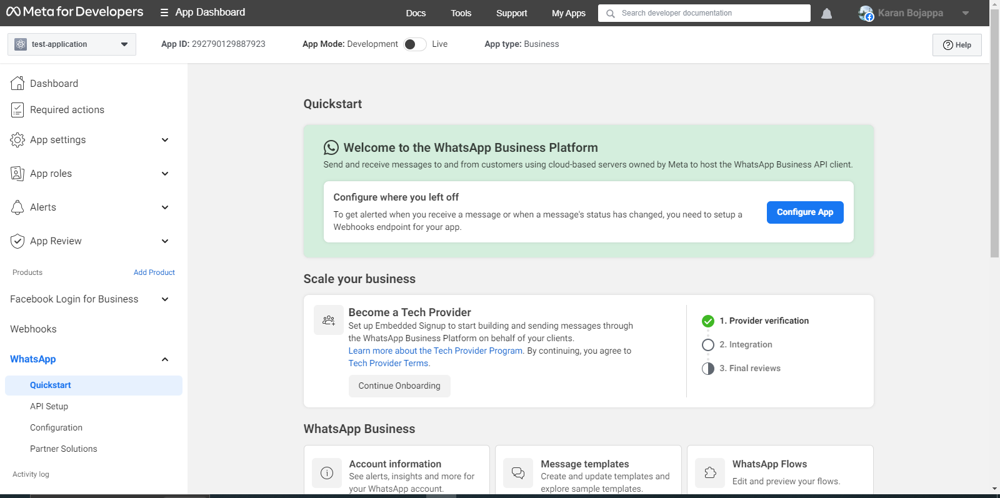 Meta for Developers
App Dashboard
Docs
Tools
Support
My Apps
Search developer documentation
Karan Bojappa
test-application
App ID: 292790129887923
App Mode: Development
Live
App type: Business
Help
Dashboard
Required actions
App settings
App roles
Alerts
App Review
Products
Add Product
Facebook Login for Business
Webhooks
WhatsApp
Quickstart
API Setup
Configuration
Partner Solutions
Activity log
Quickstart
Welcome to the WhatsApp Business Platform
Send and receive messages to and from customers using cloud-based servers owned by Meta to host the WhatsApp Business API client.
Configure where you left off
To get alerted when you receive a message or when a message's status has changed, you need to setup a
Webhooks endpoint for your app.
Configure App
Scale your business
Become a Tech Provider
Set up Embedded Signup to start building and sending messages through
the WhatsApp Business Platform on behalf of your clients.
Learn more about the Tech Provider Program. By continuing, you agree to
Tech Provider Terms.
Continue Onboarding
1. Provider verification
2. Integration
3. Final reviews
WhatsApp Business
Account information
See alerts, insights and more for
your WhatsApp account.
Message templates
Create and update templates and
explore sample templates.
WhatsApp Flows
Edit and preview your flows.